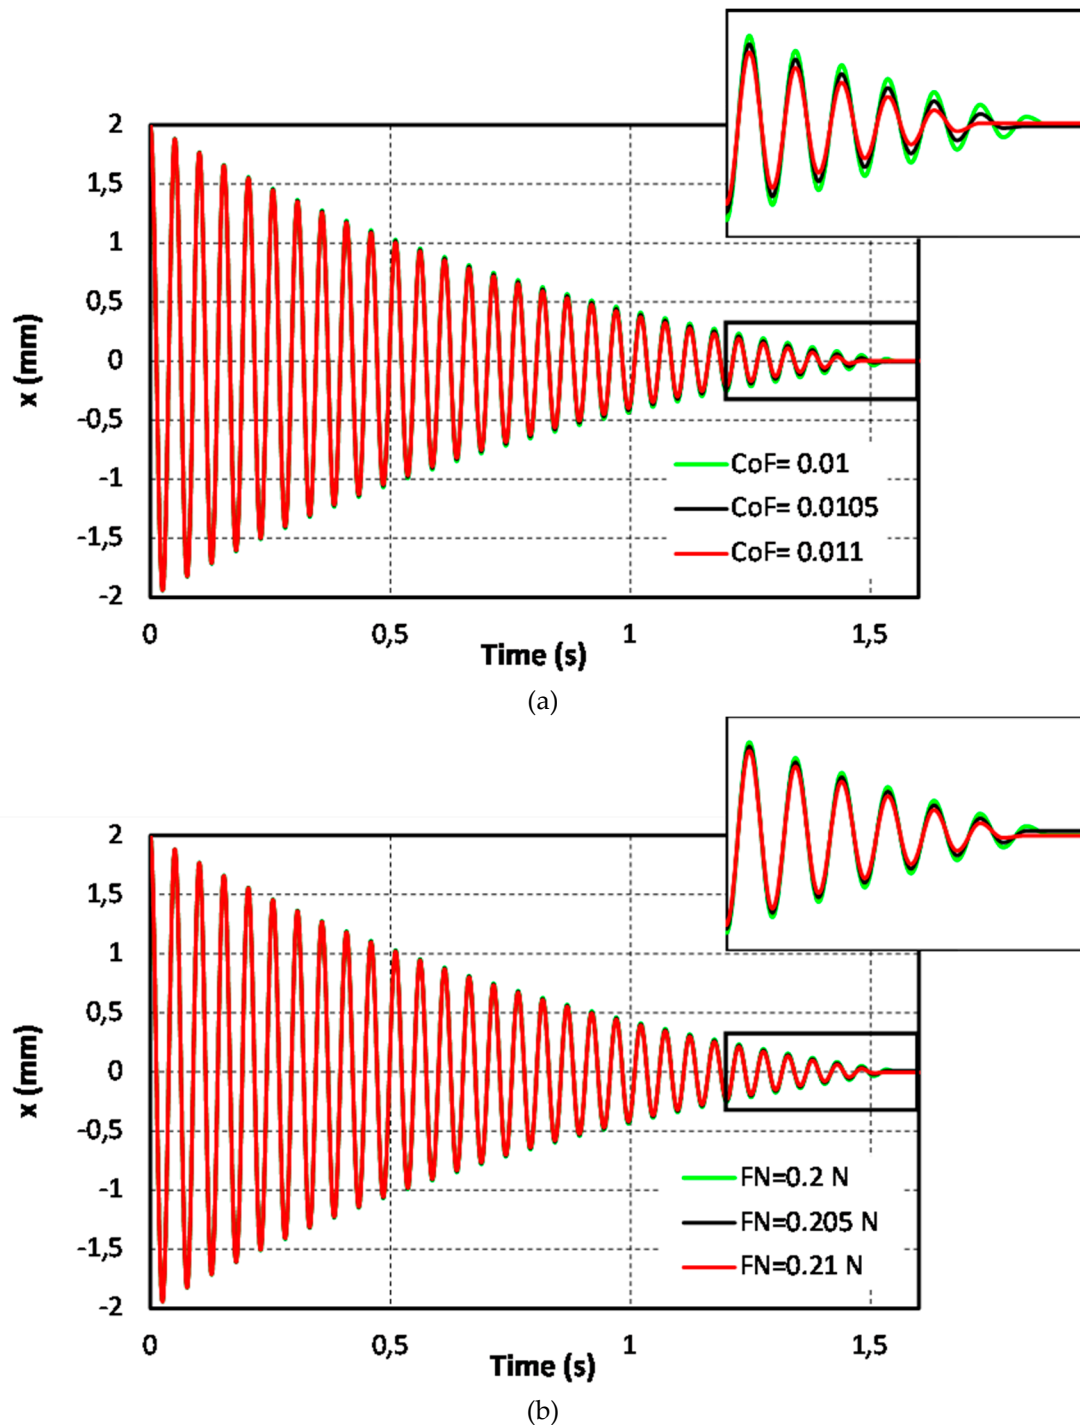 2
1,5
1
0,5
0
-0,5
-1
-1,5
-2
x (mm)
CoF= 0.01
CoF= 0.0105
CoF= 0.011
0 0,5 1 1,5
Time (s)
(a)
2
1,5
1
0,5
0
-0,5
-1
-1,5
-2
x (mm)
FN=0.2 N
FN=0.205 N
FN=0.21 N
0 0,5 1 1,5
Time (s)
(b)